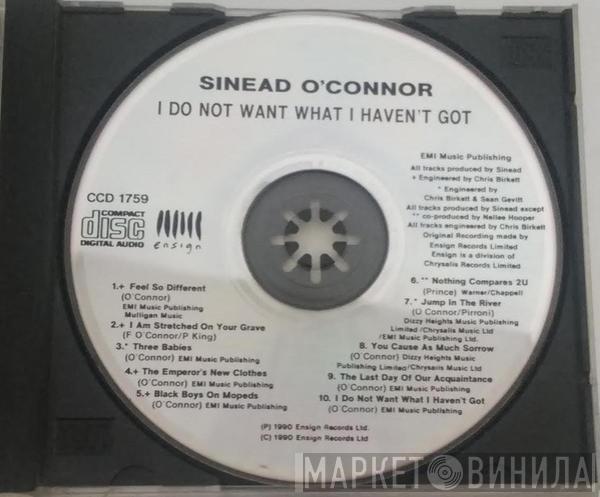 SINEAD O'CONNOR
I DO NOT WANT WHAT I HAVEN'T GOT
EMI Music Publishing
All tracks produced by Sinead
+ Engineered by Chris Birkett
* Engineered by
Chris Birkett & Sean Gevitt
All tracks produced by Sinead except
** co-produced by Nellee Hooper
All tracks engineered by Chris Birkett
Original Recording made by
Ensign Records Limited
Ensign is a division of
Chrysalis Records Limited
CCD 1759
COMPACT
disc
DIGITAL AUDIO
Ensign
1.+ Feel So Different
(O'Connor)
EMI Music Publishing
Mulligan Music
2.+ I Am Stretched On Your Grave
(F O'Connor/P King)
3.* Three Babies
(O'Connor) EMI Music Publishing
4.+ The Emperor's New Clothes
(O'Connor) EMI Music Publishing
5.+ Black Boys On Mopeds
(O'Connor) EMI Music Publishing
6. ** Nothing Compares 2U
(Prince) Warner/Chappell
7.* Jump In The River
(O Connor/Pirroni)
Dizzy Heights Music Publishing
Limited/Chrysalis Music Ltd
/EMI Music Publishing Ltd.
8. You Cause As Much Sorrow
(O'Connor) Dizzy Heights Music
Publishing Limited/Chrysalis Music Ltd
9. The Last Day Of Our Acquaintance
(O'Connor) EMI Music Publishing
10. I Do Not Want What I Haven't Got
(O'Connor) EMI Music Publishing
(P) 1990 Ensign Records Ltd.
(C) 1990 Ensign Records Ltd
МАРКЕТ ВИНИЛА